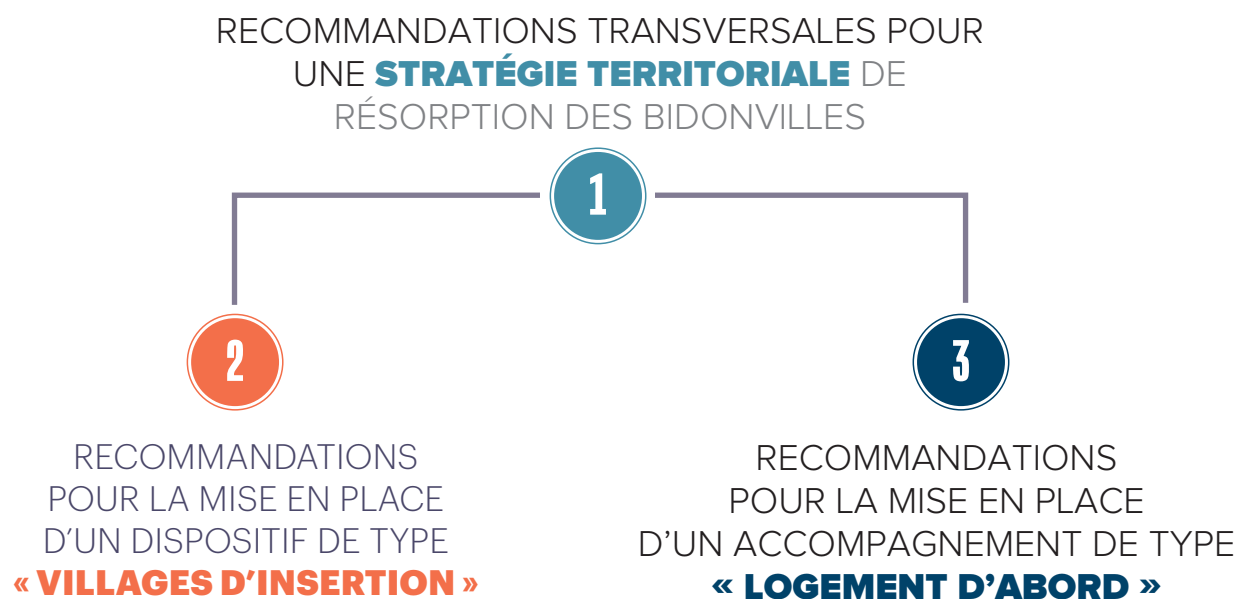 RECOMMANDATIONS TRANSVERSALES POUR
UNE STRATÉGIE TERRITORIALE DE
RÉSORPTION DES BIDONVILLES
1
2
RECOMMANDATIONS
POUR LA MISE EN PLACE
D'UN DISPOSITIF DE TYPE
« VILLAGES D'INSERTION »
3
RECOMMANDATIONS
POUR LA MISE EN PLACE
D'UN ACCOMPAGNEMENT DE TYPE
« LOGEMENT D'ABORD »